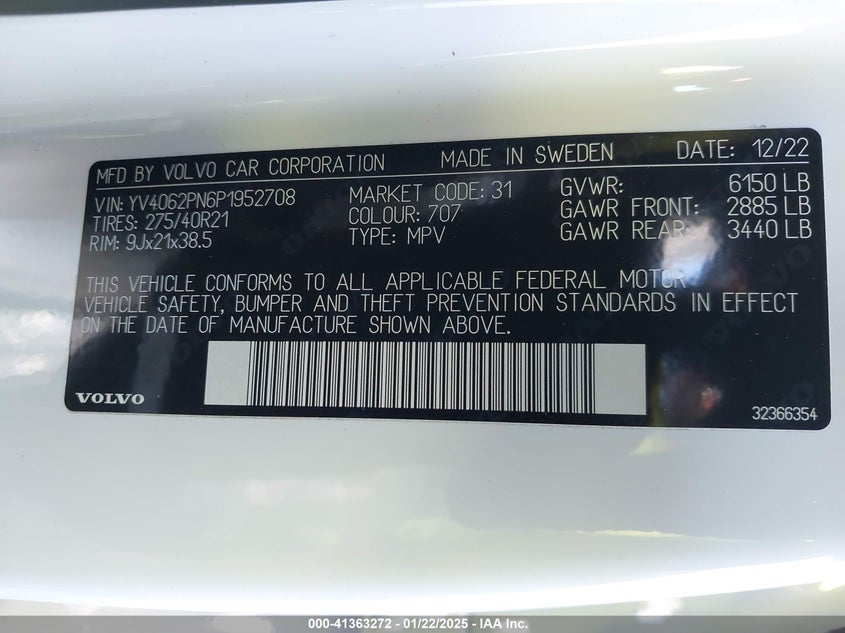 MFD BY VOLVO CAR CORPORATION MADE IN SWEDEN DATE: 12/22
VIN: YV4062PN6P1952708 MARKET CODE: 31 GVWR: 6150 LB
TIRES: 275/40R21 COLOUR: 707 GAWR FRONT: 2885 LB
RIM: 9Jx21x38.5 TYPE: MPV GAWR REAR: 3440 LB
THIS VEHICLE CONFORMS TO ALL APPLICABLE FEDERAL MOTOR
VEHICLE SAFETY, BUMPER AND THEFT PREVENTION STANDARDS IN EFFECT
ON THE DATE OF MANUFACTURE SHOWN ABOVE.
VOLVO 32366354
000-41363272 - 01/22/2025 - IAA Inc.